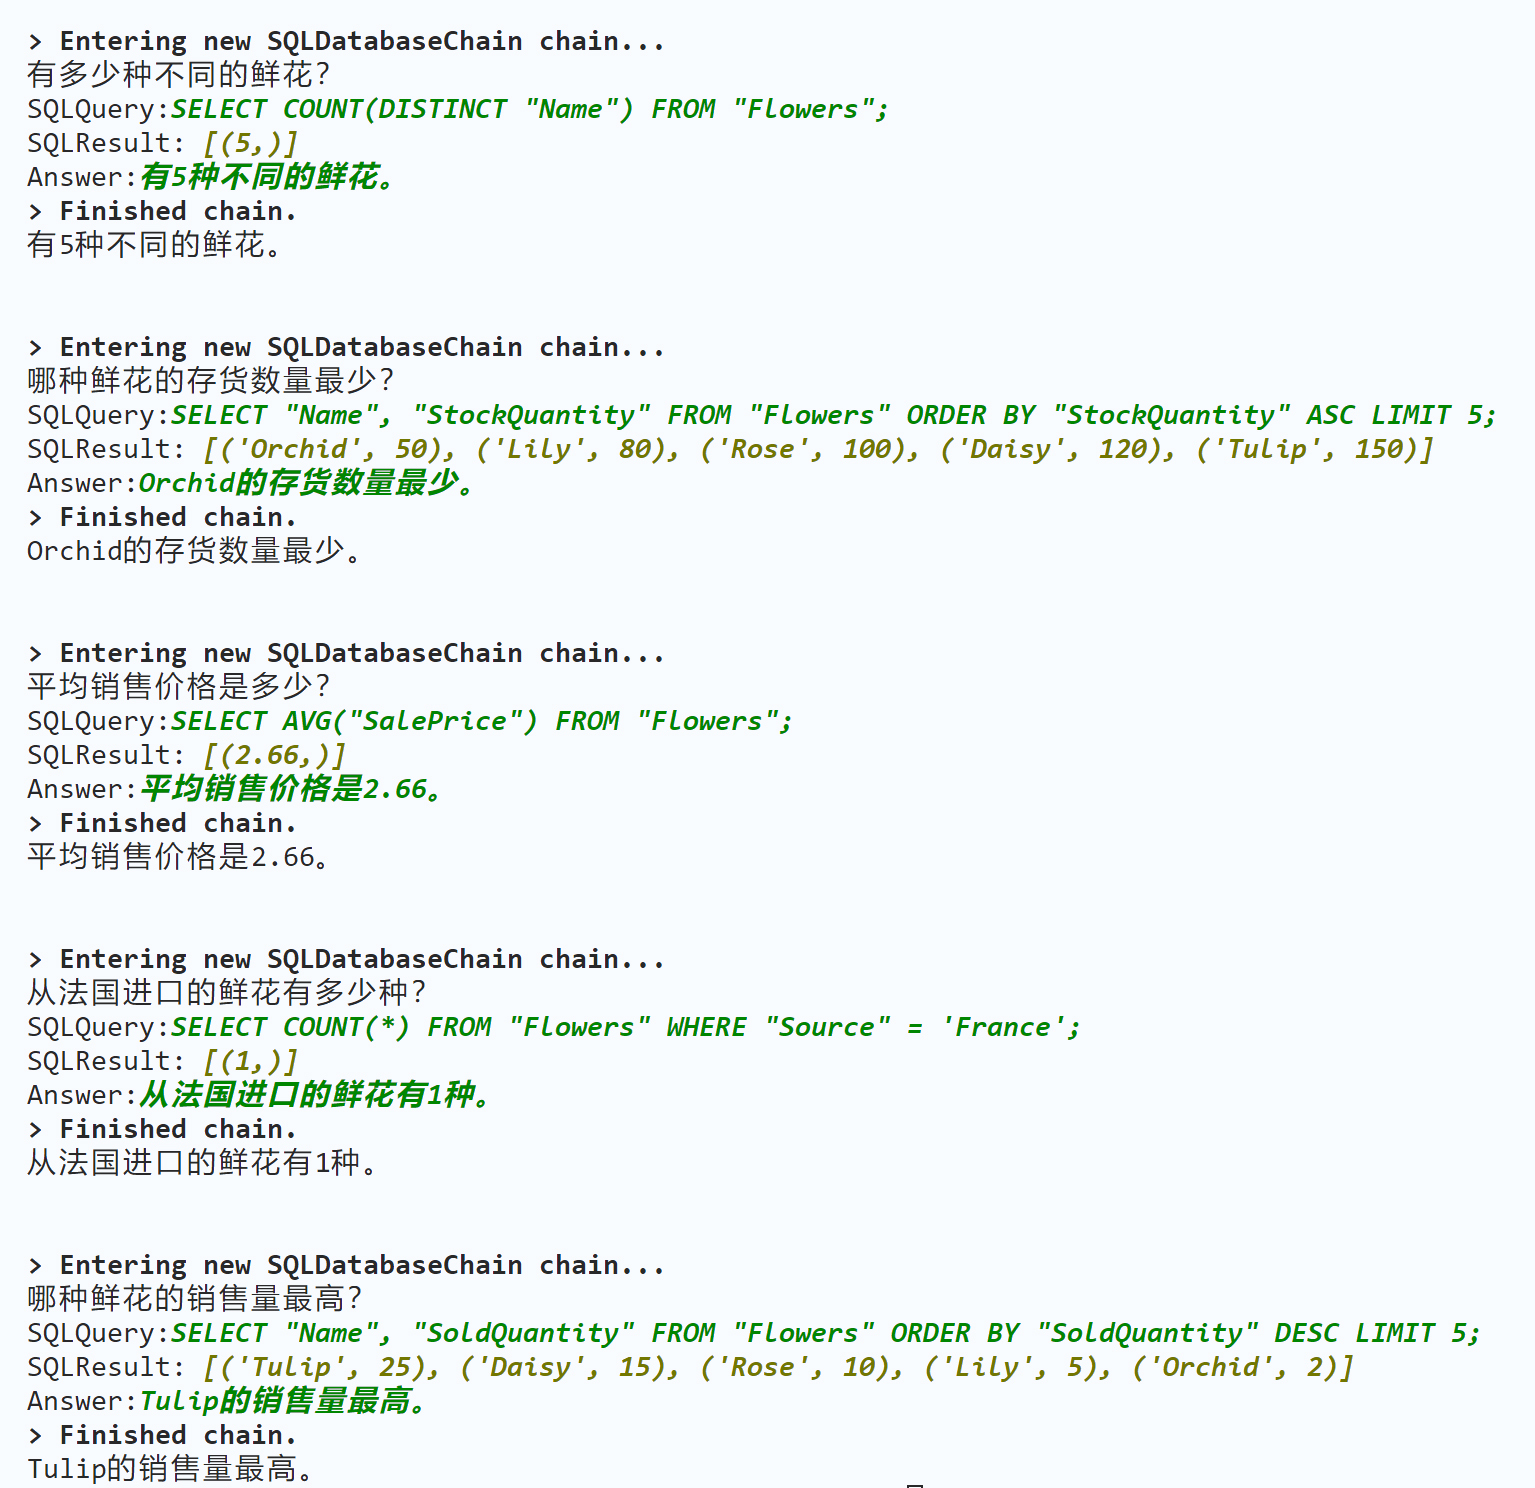 > Entering new SQLDatabaseChain chain...
有多少种不同的鲜花？
SQLQuery:SELECT COUNT(DISTINCT "Name") FROM "Flowers";
SQLResult: [(5,)]
Answer:有5种不同的鲜花。
> Finished chain.
有5种不同的鲜花。
> Entering new SQLDatabaseChain chain...
哪种鲜花的存货数量最少？
SQLQuery:SELECT "Name", "StockQuantity" FROM "Flowers" ORDER BY "StockQuantity" ASC LIMIT 5;
SQLResult: [('Orchid', 50), ('Lily', 80), ('Rose', 100), ('Daisy', 120), ('Tulip', 150)]
Answer:Orchid的存货数量最少。
> Finished chain.
Orchid的存货数量最少。
> Entering new SQLDatabaseChain chain...
平均销售价格是多少？
SQLQuery:SELECT AVG("SalePrice") FROM "Flowers";
SQLResult: [(2.66,)]
Answer:平均销售价格是2.66。
> Finished chain.
平均销售价格是2.66。
> Entering new SQLDatabaseChain chain...
从法国进口的鲜花有多少种？
SQLQuery:SELECT COUNT(*) FROM "Flowers" WHERE "Source" = 'France';
SQLResult: [(1,)]
Answer:从法国进口的鲜花有1种。
> Finished chain.
从法国进口的鲜花有1种。
> Entering new SQLDatabaseChain chain...
哪种鲜花的销售量最高？
SQLQuery:SELECT "Name", "SoldQuantity" FROM "Flowers" ORDER BY "SoldQuantity" DESC LIMIT 5;
SQLResult: [('Tulip', 25), ('Daisy', 15), ('Rose', 10), ('Lily', 5), ('Orchid', 2)]
Answer:Tulip的销售量最高。
> Finished chain.
Tulip的销售量最高。